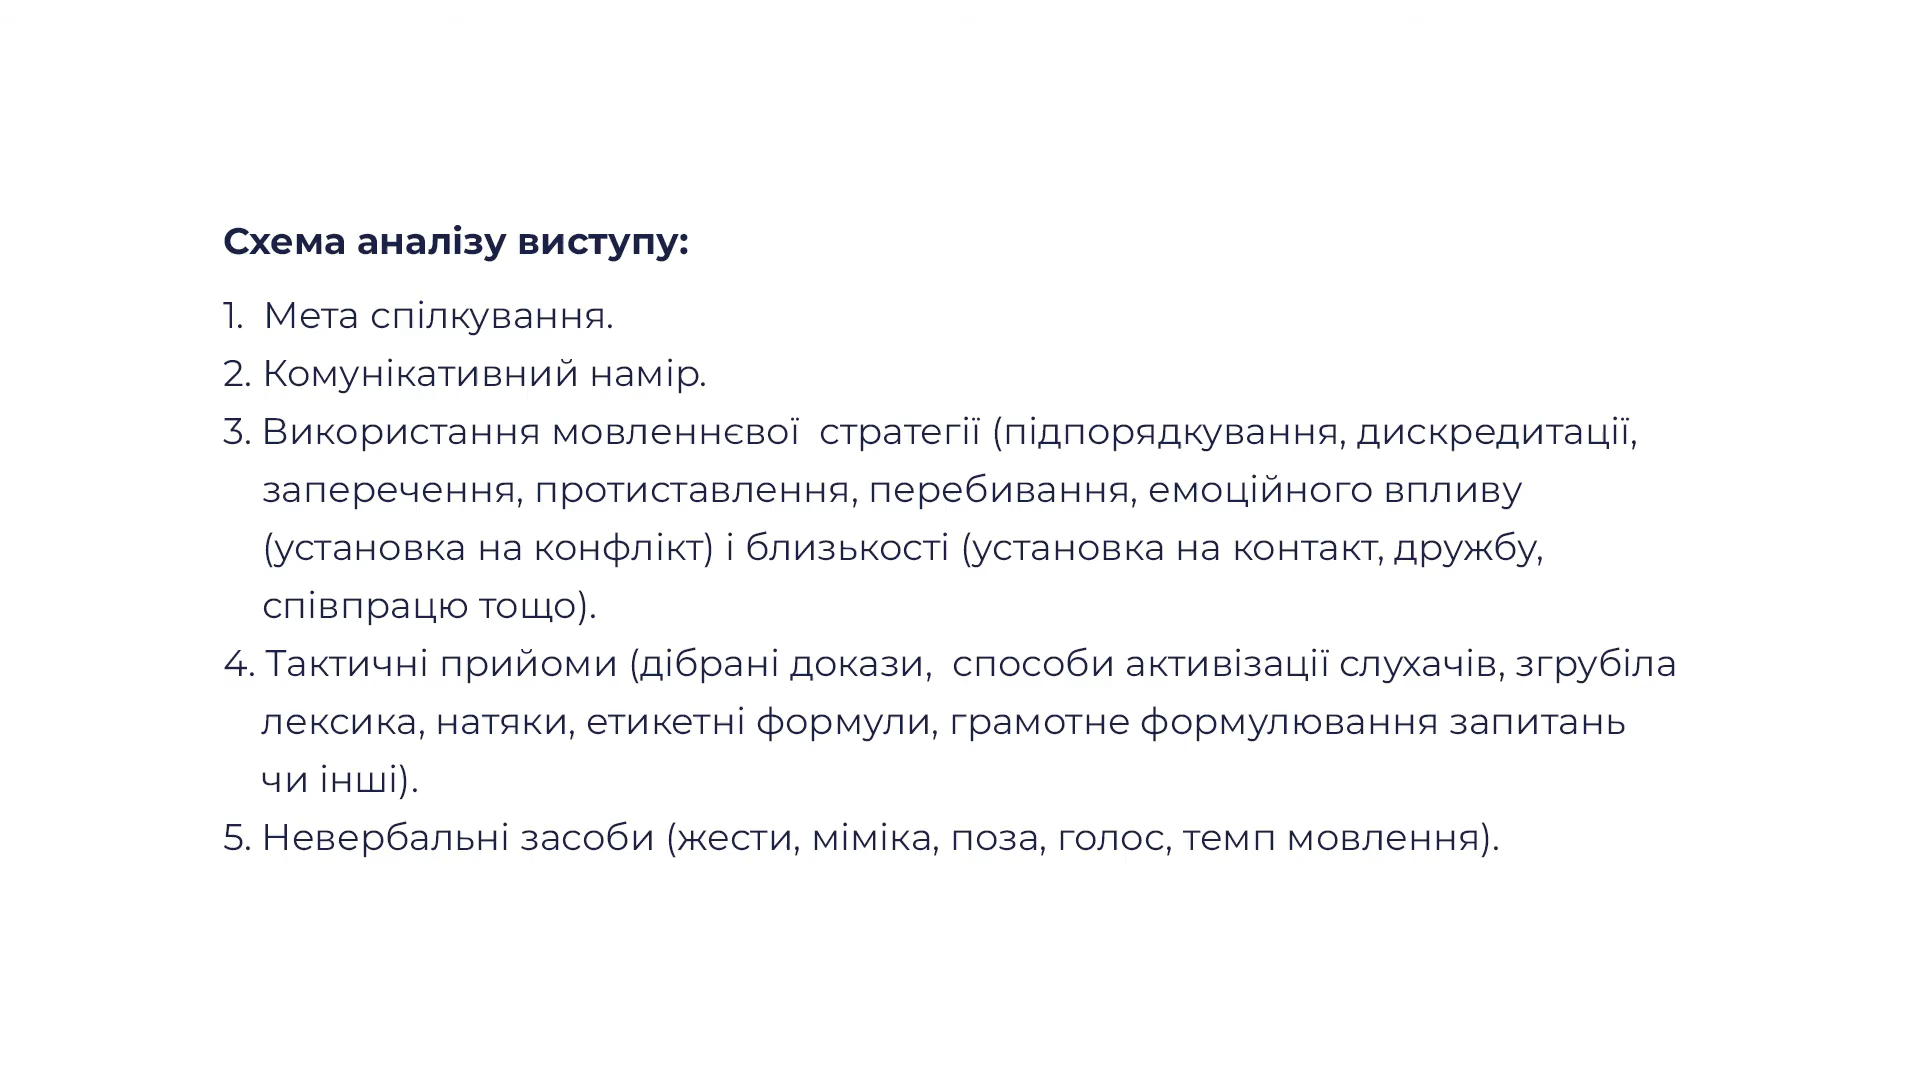 Схема аналізу виступу:
1. Мета спілкування.
2. Комунікативний намір.
3. Використання мовленнєвої стратегії (підпорядкування, дискредитації,
заперечення, протиставлення, перебивання, емоційного впливу
(установка на конфлікт) і близькості (установка на контакт, дружбу,
співпрацю тощо).
4. Тактичні прийоми (дібрані докази, способи активізації слухачів, згрубіла
лексика, натяки, етикетні формули, грамотне формулювання запитань
чи інші).
5. Невербальні засоби (жести, міміка, поза, голос, темп мовлення).